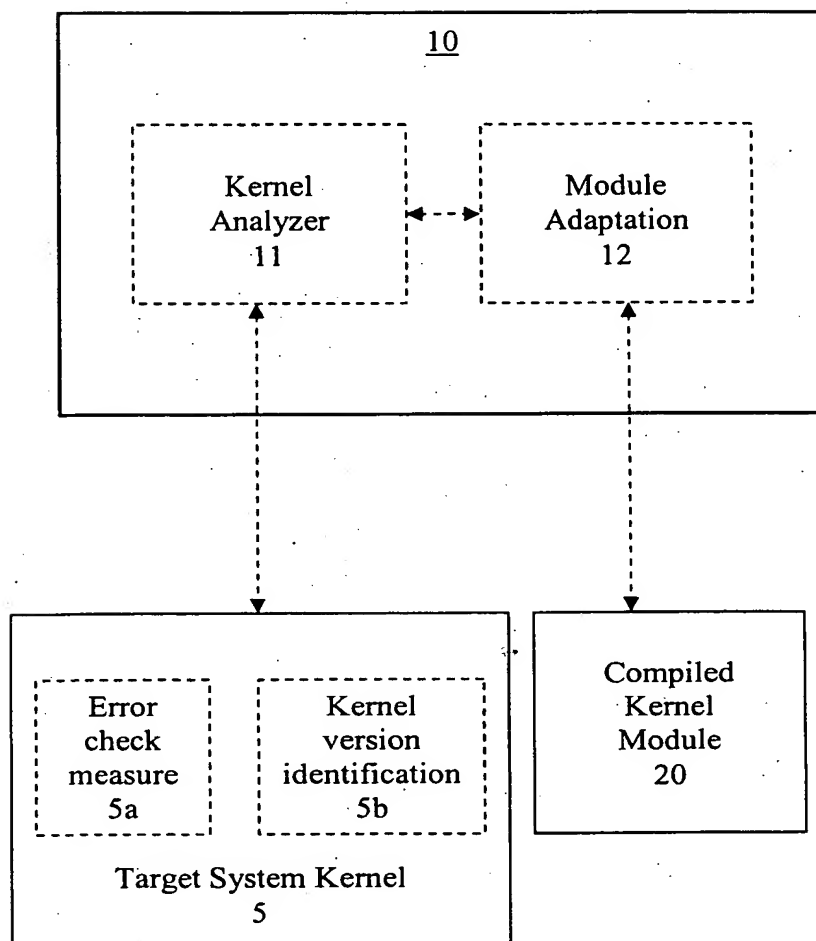 10
Kernel
Analyzer
11
Module
Adaptation
12
Error
check
measure
5a
Kernel
version
identification
5b
Target System Kernel
5
Compiled
Kernel
Module
20